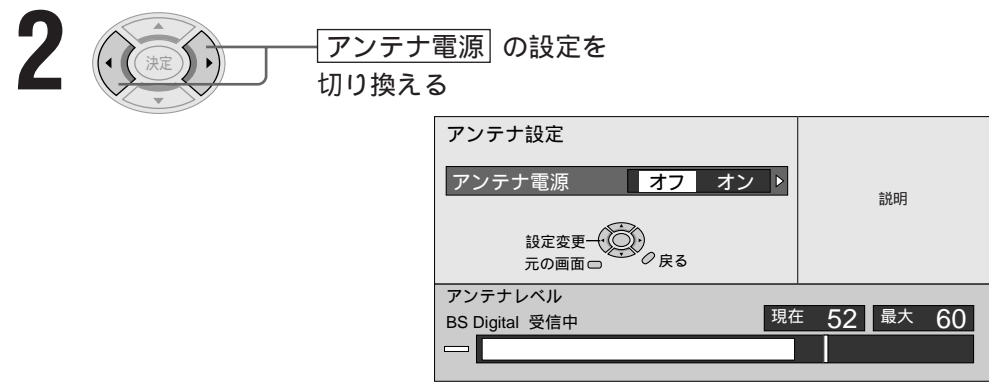 2
決定
アンテナ電源 の設定を
切り換える
アンテナ設定
アンテナ電源 オフ オン
説明
設定変更
元の画面 戻る
アンテナレベル
BS Digital 受信中 現在 52 最大 60